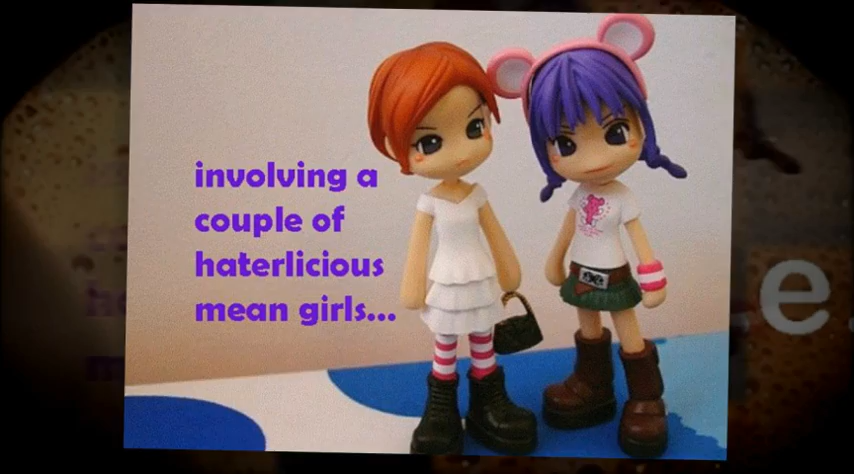 involving a
couple of
haterlicious
mean girls...
e.